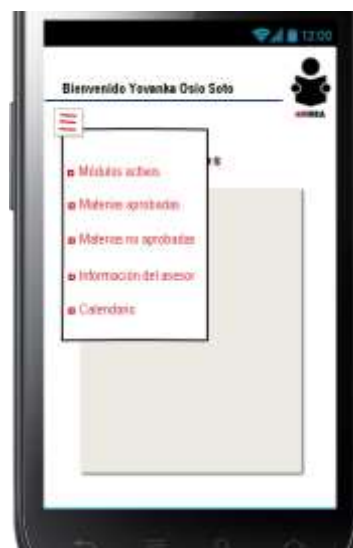 12:00
Bienvenido Yovanka Osio Soto
Módulos activos
Materias aprobadas
Materias no aprobadas
Información del asesor
Calendario